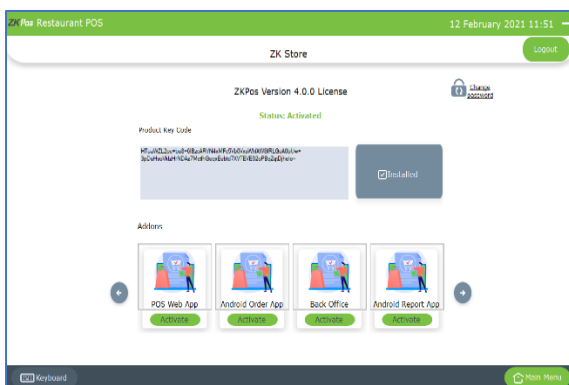 ZKPos Restaurant POS
12 February 2021 11:51
ZK Store
Logout
ZKPos Version 4.0.0 License
Change
password
Status: Activated
Product Key Code
Installed
Addons
POS Web App
Android Order App
Back Office
Android Report App
Activate
Activate
Activate
Activate
Keyboard
Main Menu